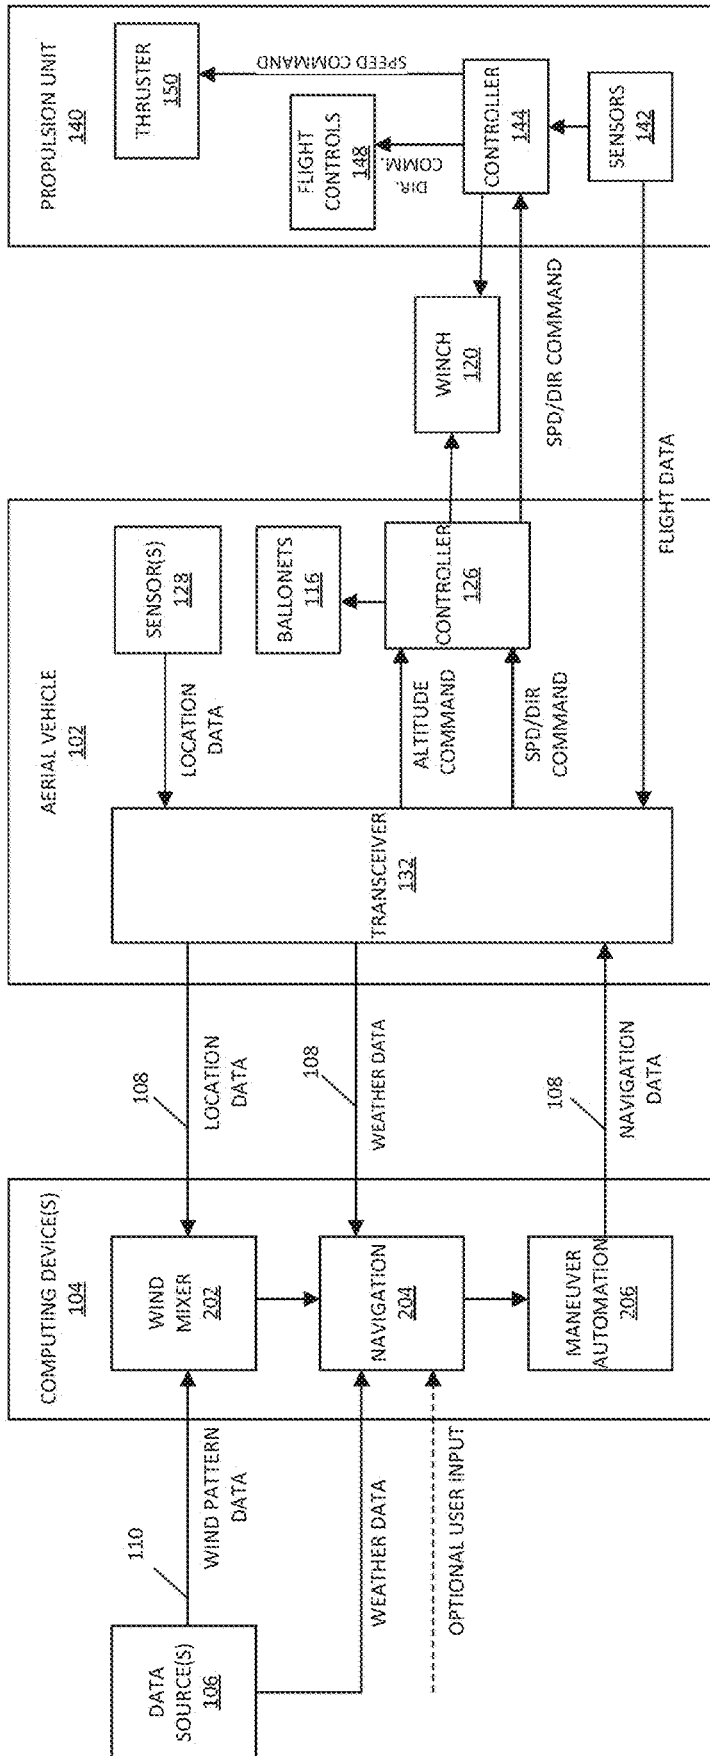 DATA
SOURCE(S)
106
110
WIND PATTERN
DATA
WEATHER DATA
OPTIONAL USER INPUT
COMPUTING DEVICE(S)
104
WIND
MIXER
202
NAVIGATION
204
MANEUVER
AUTOMATION
206
108
LOCATION
DATA
108
WEATHER DATA
108
NAVIGATION
DATA
AERIAL VEHICLE
102
TRANSCEIVER
132
LOCATION
DATA
SENSOR(S)
128
BALLONETS
116
ALTITUDE
COMMAND
SPD/DIR
COMMAND
CONTROLLER
126
WINCH
120
SPD/DIR COMMAND
FLIGHT DATA
PROPULSION UNIT
140
THRUSTER
150
SPEED COMMAND
FLIGHT
CONTROLS
148
DIR.
COMM.
CONTROLLER
144
SENSORS
142